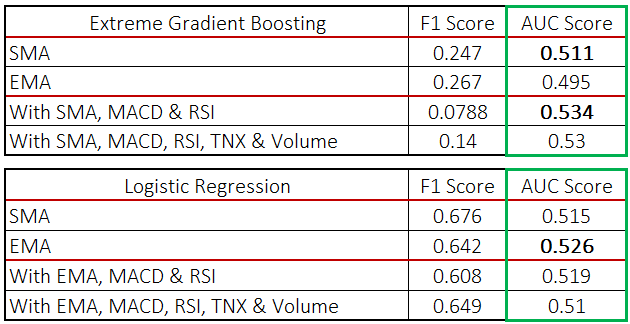 Extreme Gradient Boosting F1 Score AUC Score
SMA 0.247 0.511
EMA 0.267 0.495
With SMA, MACD & RSI 0.0788 0.534
With SMA, MACD, RSI, TNX & Volume 0.14 0.53
Logistic Regression F1 Score AUC Score
SMA 0.676 0.515
EMA 0.642 0.526
With EMA, MACD & RSI 0.608 0.519
With EMA, MACD, RSI, TNX & Volume 0.649 0.51